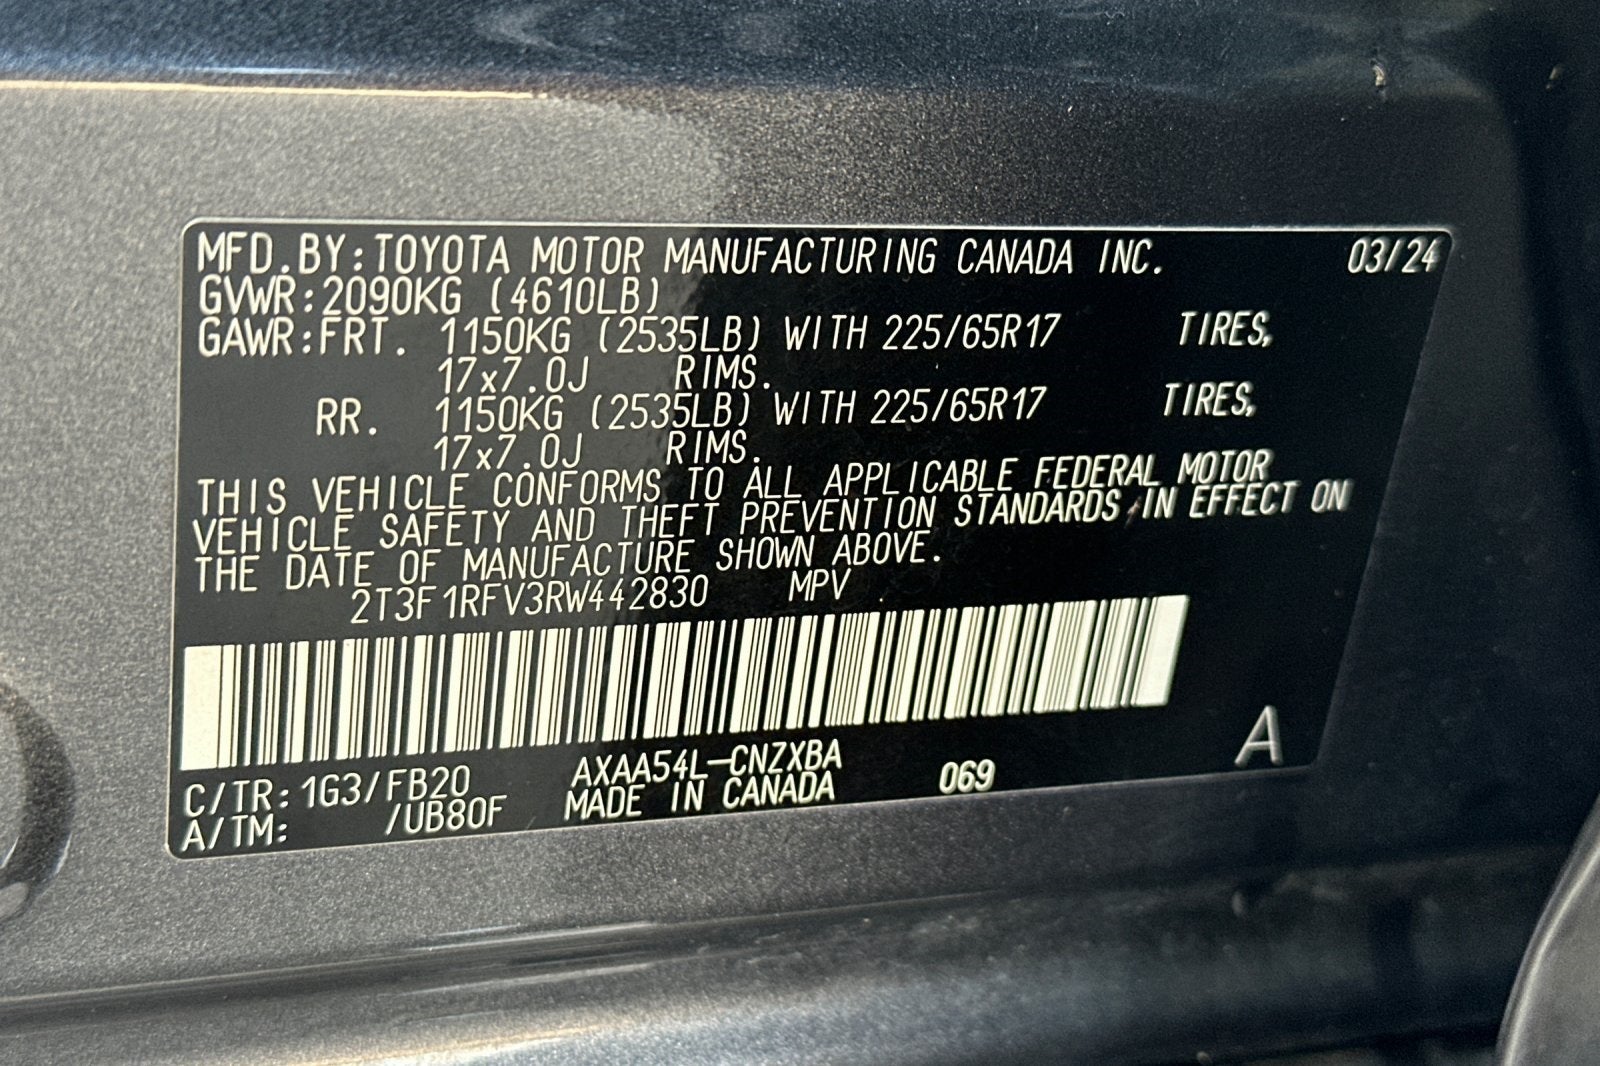 MFD.BY:TOYOTA MOTOR MANUFACTURING CANADA INC. 03/24
GVWR:2090KG (4610LB)
GAWR:FRT. 1150KG (2535LB) WITH 225/65R17 TIRES,
17x7.0J RIMS.
RR. 1150KG (2535LB) WITH 225/65R17 TIRES,
17x7.0J RIMS.
THIS VEHICLE CONFORMS TO ALL APPLICABLE FEDERAL MOTOR
VEHICLE SAFETY AND THEFT PREVENTION STANDARDS IN EFFECT ON
THE DATE OF MANUFACTURE SHOWN ABOVE.
2T3F1RFV3RW442830 MPV
C/TR:1G3/FB20 AXAA54L-CNZXBA 069 A
A/TM: /UB80F MADE IN CANADA